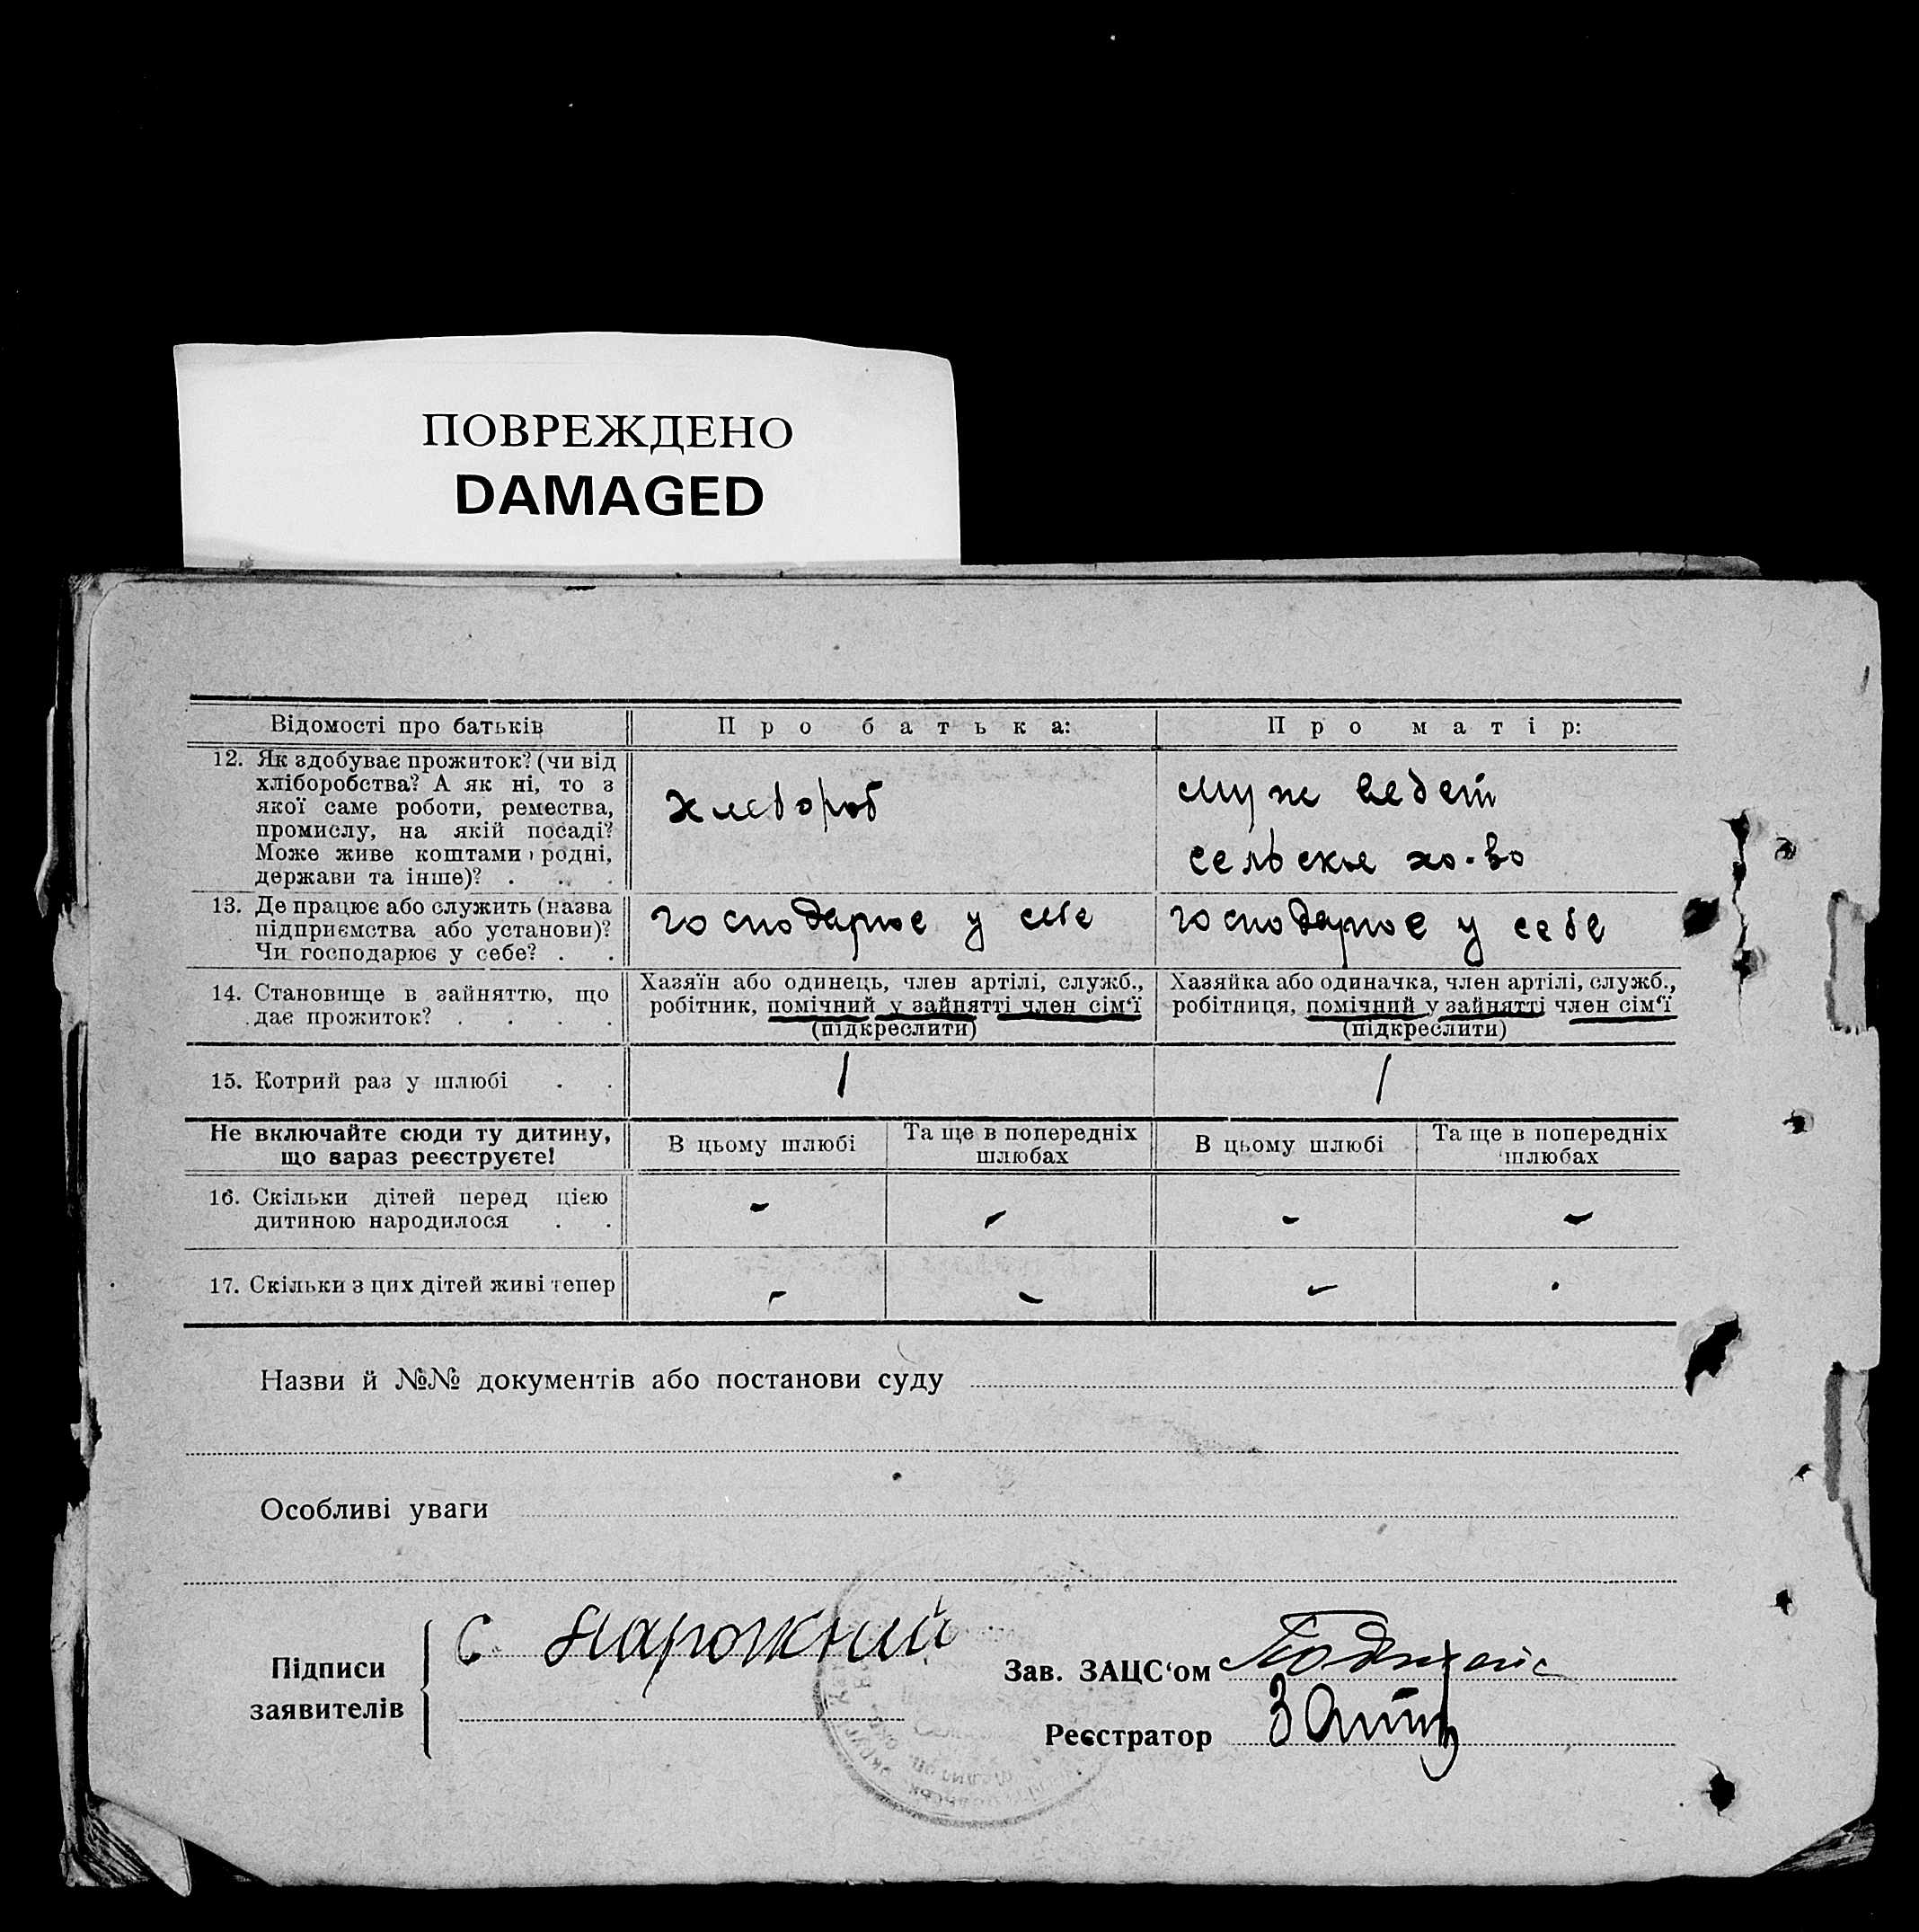 ПОВРЕЖДЕНО
DAMAGED
Відомості про батьків
Про батька:
Про матір:
12. Як здобуває прожиток? (чи від
хліборобства? А як ні, то з
якої саме роботи, ремества,
промислу, на якій посаді?
Може живе коштами родні,
держави та інше)? . . .
хлебороб
муж ведет
сельское хо-во
13. Де працює або служить (назва
підприємства або установи)?
Чи господарює у себе? . .
господарює у себе
господарює у себе
14. Становище в зайняттю, що
дає прожиток? . . . .
Хазяїн або одинець, член артілі, служб.,
робітник, помічний у зайнятті член сім'ї
(підкреслити)
Хазяйка або одиначка, член артілі, служб.,
робітниця, помічний у зайнятті член сім'ї
(підкреслити)
15. Котрий раз у шлюбі . .
1
1
Не включайте сюди ту дитину,
що зараз реєструєте!
В цьому шлюбі
Та ще в попередніх
шлюбах
В цьому шлюбі
Та ще в попередніх
шлюбах
16. Скільки дітей перед цією
дитиною народилося . .
-
-
-
-
17. Скільки з цих дітей живі тепер
-
-
-
-
Назви й №№ документів або постанови суду
Особливі уваги
Підписи
заявителів
С. Нарожний
Зав. ЗАЦС'ом
Реєстратор